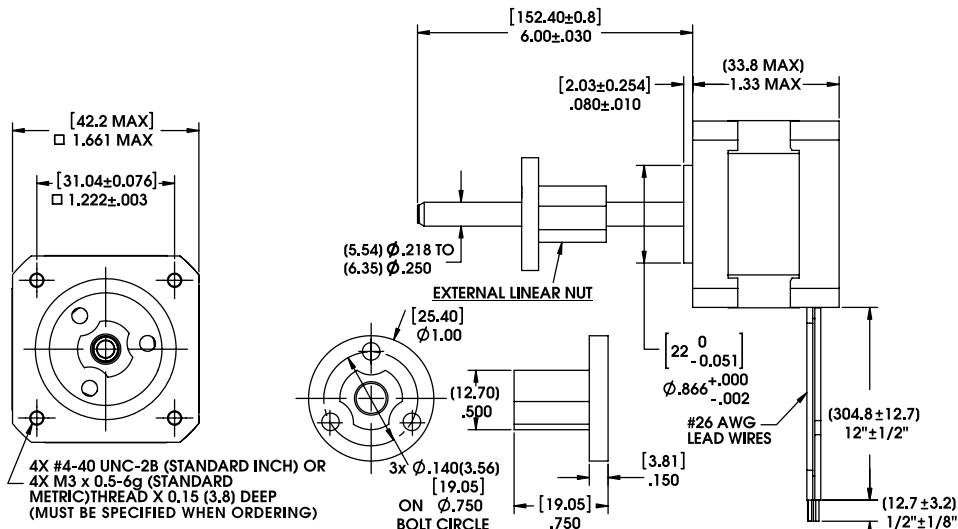 [152.40±0.8]
6.00±.030
(33.8 MAX)
1.33 MAX
[2.03±0.254]
.080±.010
[42.2 MAX]
□ 1.661 MAX
[31.04±0.076]
□ 1.222±.003
(5.54) Ø.218 TO
(6.35) Ø.250
EXTERNAL LINEAR NUT
[25.40]
Ø1.00
[22 0 -0.051]
Ø.866 +.000 -.002
(12.70)
.500
#26 AWG
LEAD WIRES
(304.8±12.7)
12"±1/2"
4X #4-40 UNC-2B (STANDARD INCH) OR
4X M3 x 0.5-6g (STANDARD
METRIC)THREAD X 0.15 (3.8) DEEP
(MUST BE SPECIFIED WHEN ORDERING)
3x Ø.140(3.56)
[19.05]
ON Ø.750
BOLT CIRCLE
[3.81]
.150
[19.05]
.750
(12.7±3.2)
1/2"±1/8"